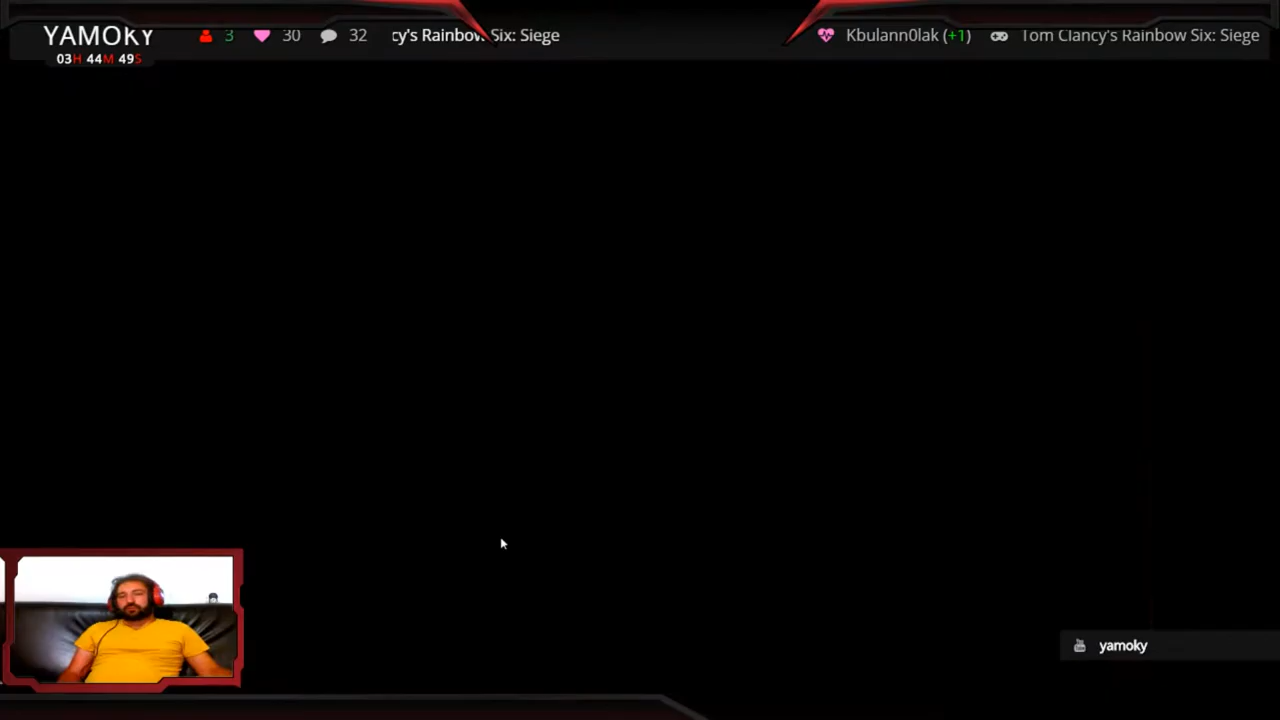 YAMOKY 3 30 32 cy's Rainbow Six: Siege Kbulann0lak (+1) Tom Clancy's Rainbow Six: Siege
03H 44M 49S
yamoky